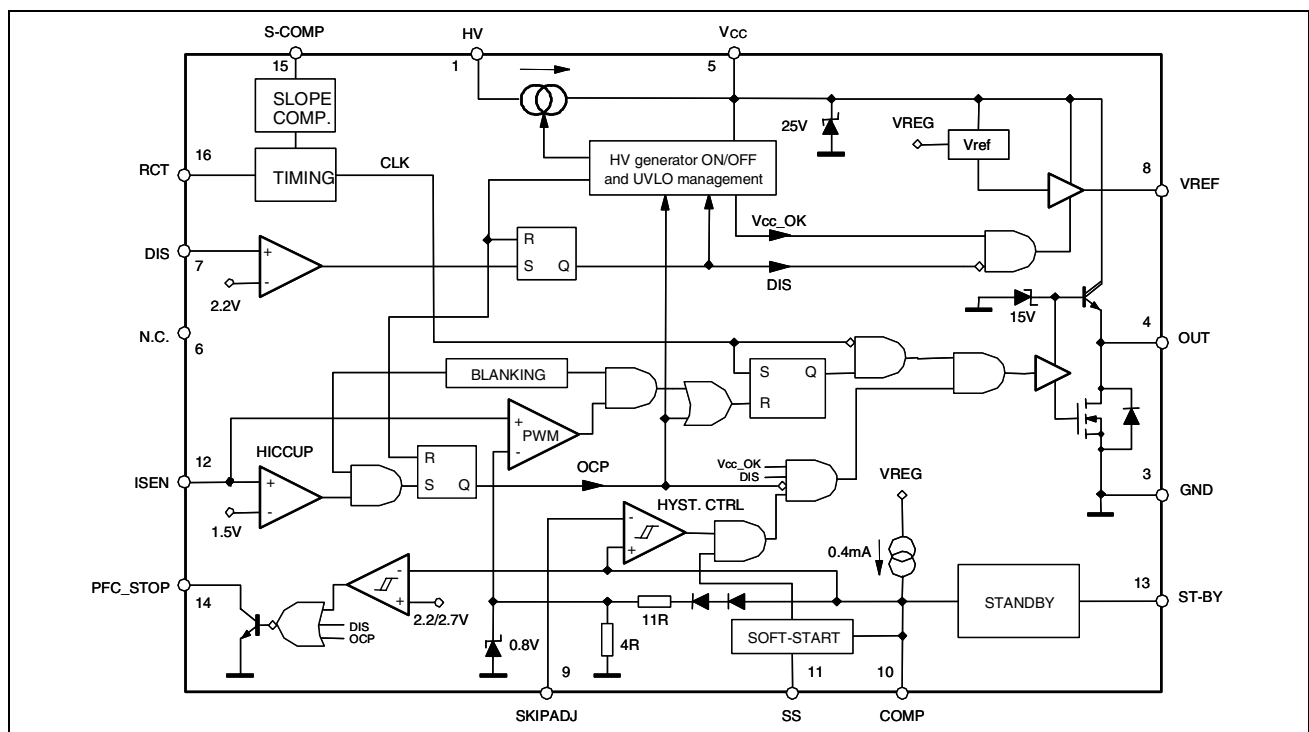 S-COMP
HV
VCC
15
1
5
SLOPE
COMP.
25V
VREG
Vref
16
RCT
TIMING
CLK
HV generator ON/OFF
and UVLO management
8
VREF
Vcc_OK
DIS
7
+
-
2.2V
R
S
Q
DIS
15V
N.C.
6
4
OUT
BLANKING
S
Q
R
+
PWM
-
12
ISEN
HICCUP
+
-
1.5V
R
S
Q
OCP
Vcc_OK
DIS
VREG
3
GND
HYST. CTRL
-
+
0.4mA
PFC_STOP
14
-
+
2.2/2.7V
DIS
OCP
0.8V
11R
4R
SOFT-START
STANDBY
13
ST-BY
9
11
10
SKIPADJ
SS
COMP